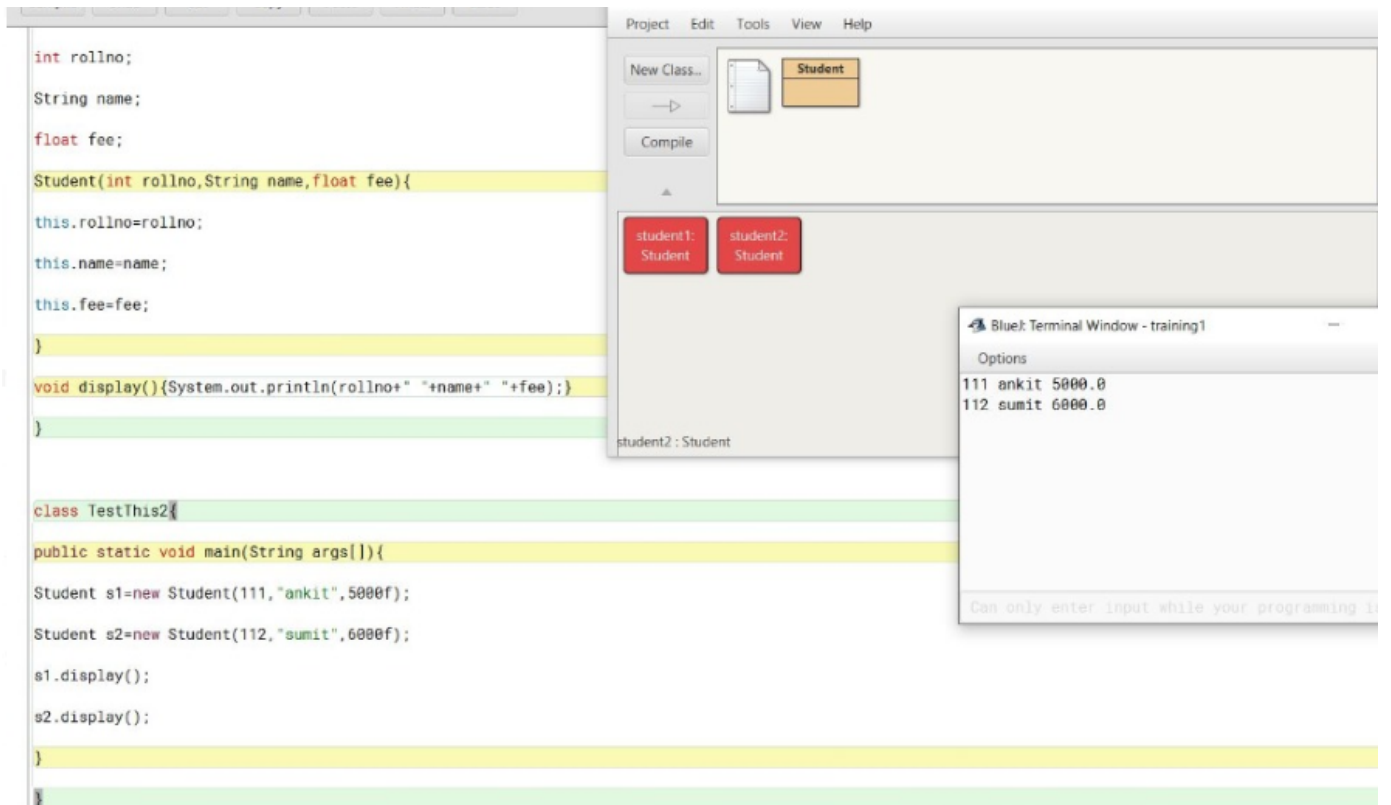 int rollno;
String name;
float fee;
Student(int rollno,String name,float fee){
this.rollno=rollno;
this.name=name;
this.fee=fee;
}
void display(){System.out.println(rollno+" "+name+" "+fee);}
}
class TestThis2{
public static void main(String args[]){
Student s1=new Student(111,"ankit",5000f);
Student s2=new Student(112,"sumit",6000f);
s1.display();
s2.display();
}
}
Project Edit Tools View Help
New Class..
Compile
Student
student1:
Student
student2:
Student
student2 : Student
BlueJ: Terminal Window - training1
Options
111 ankit 5000.0
112 sumit 6000.0
Can only enter input while your programming